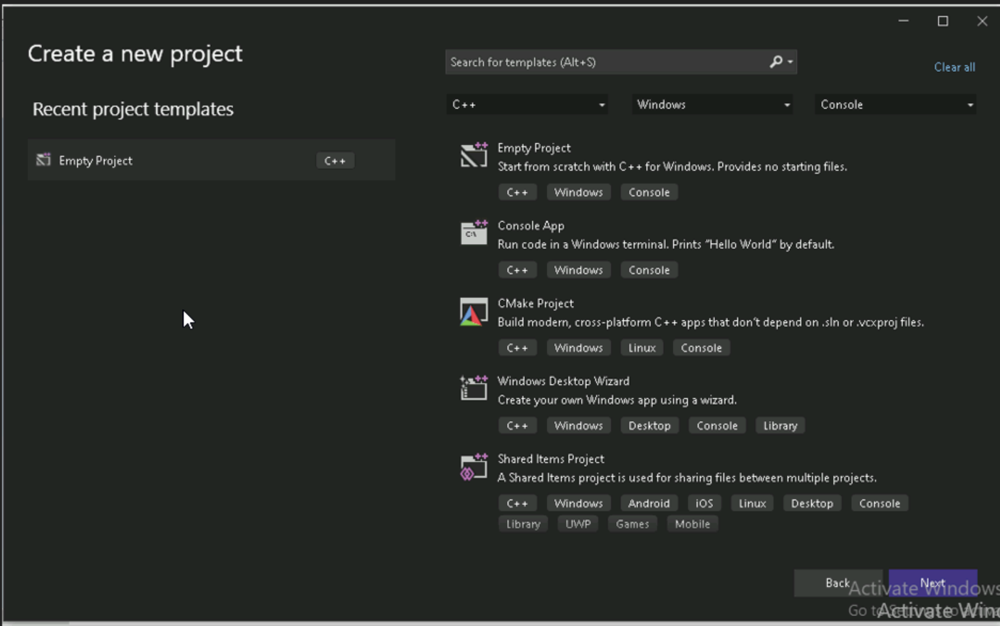 Create a new project
Search for templates (Alt+S)
Clear all
Recent project templates
C++
Windows
Console
Empty Project
C++
Empty Project
Start from scratch with C++ for Windows. Provides no starting files.
C++ Windows Console
Console App
Run code in a Windows terminal. Prints "Hello World" by default.
C++ Windows Console
CMake Project
Build modern, cross-platform C++ apps that don't depend on .sln or .vcxproj files.
C++ Windows Linux Console
Windows Desktop Wizard
Create your own Windows app using a wizard.
C++ Windows Desktop Console Library
Shared Items Project
A Shared Items project is used for sharing files between multiple projects.
C++ Windows Android iOS Linux Desktop Console
Library UWP Games Mobile
Back
Next
Activate Windows
Go to
Activate Win